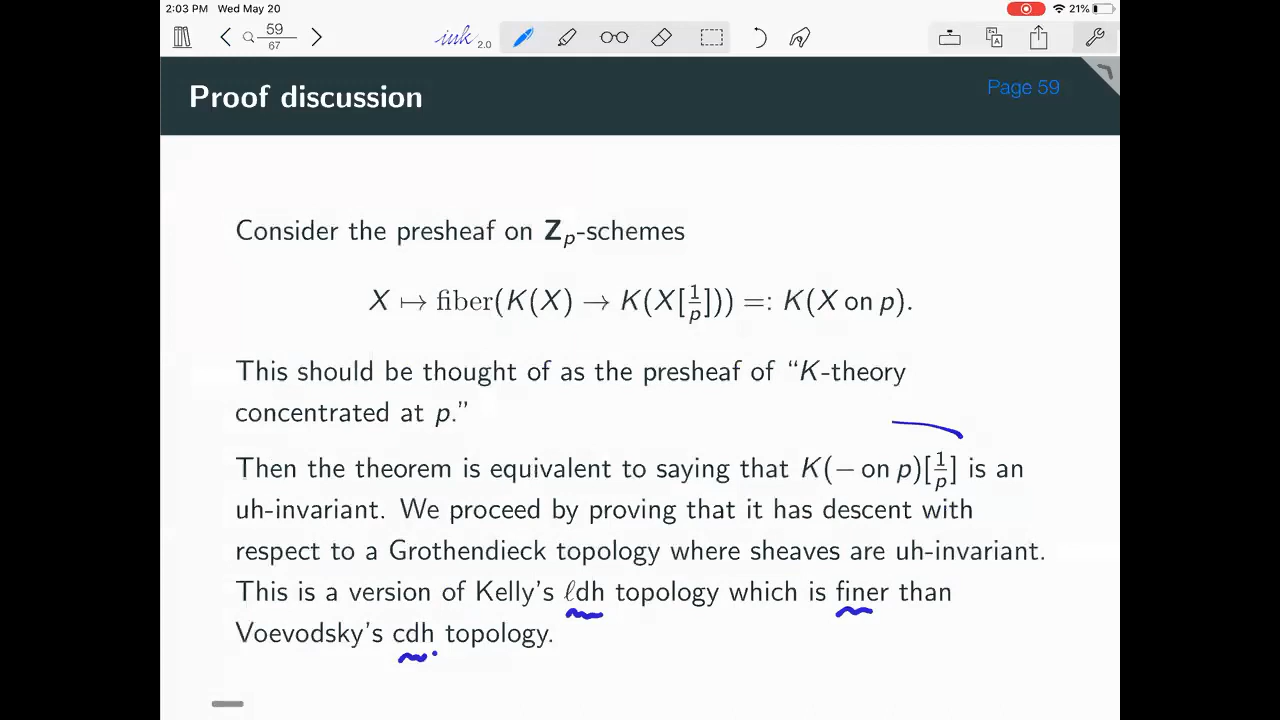 2:03 PM Wed May 20 21%
59
67
ink 2.0
Proof discussion
Page 59
Consider the presheaf on Z_p-schemes
X ↦ fiber(K(X) → K(X[1/p])) =: K(X on p).
This should be thought of as the presheaf of “K-theory
concentrated at p.”
Then the theorem is equivalent to saying that K(− on p)[1/p] is an
uh-invariant. We proceed by proving that it has descent with
respect to a Grothendieck topology where sheaves are uh-invariant.
This is a version of Kelly’s ℓdh topology which is finer than
Voevodsky’s cdh topology.